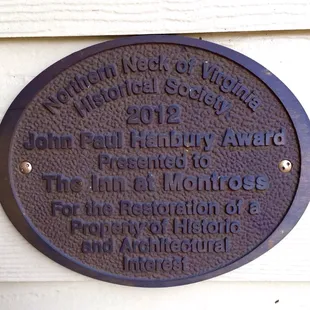 Northern Neck of Virginia
Historical Society
2012
John Paul Hanbury Award
Presented to
The Inn at Montross
For the Restoration of a
Property of Historic
and Architectural
Interest